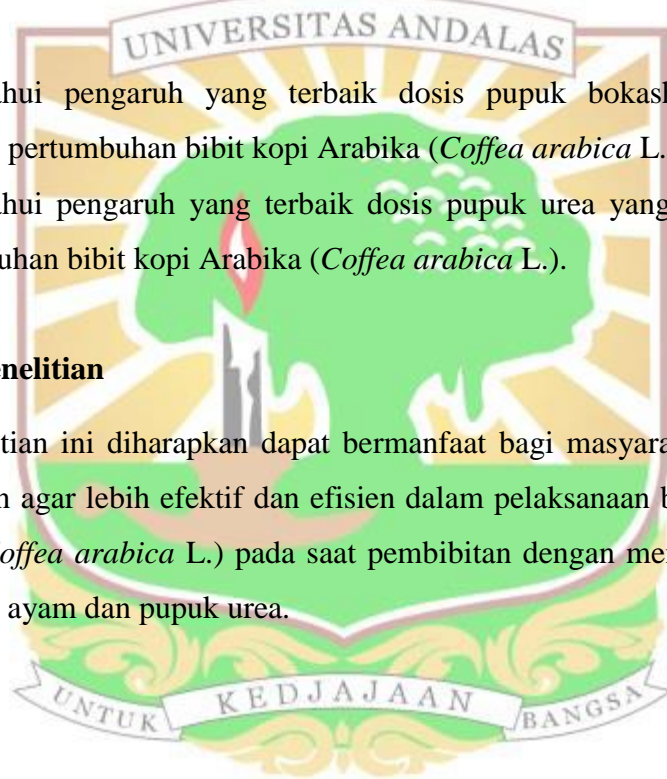 UNIVERSITAS ANDALAS
ahui pengaruh yang terbaik dosis pupuk bokas
pertumbuhan bibit kopi Arabika (Coffea arabica L.
ahui pengaruh yang terbaik dosis pupuk urea yang
uhan bibit kopi Arabika (Coffea arabica L.).
enelitian
tian ini diharapkan dapat bermanfaat bagi masyara
n agar lebih efektif dan efisien dalam pelaksanaan b
offea arabica L.) pada saat pembibitan dengan me
ayam dan pupuk urea.
UNTUK KEDJAJAAN BANGSA